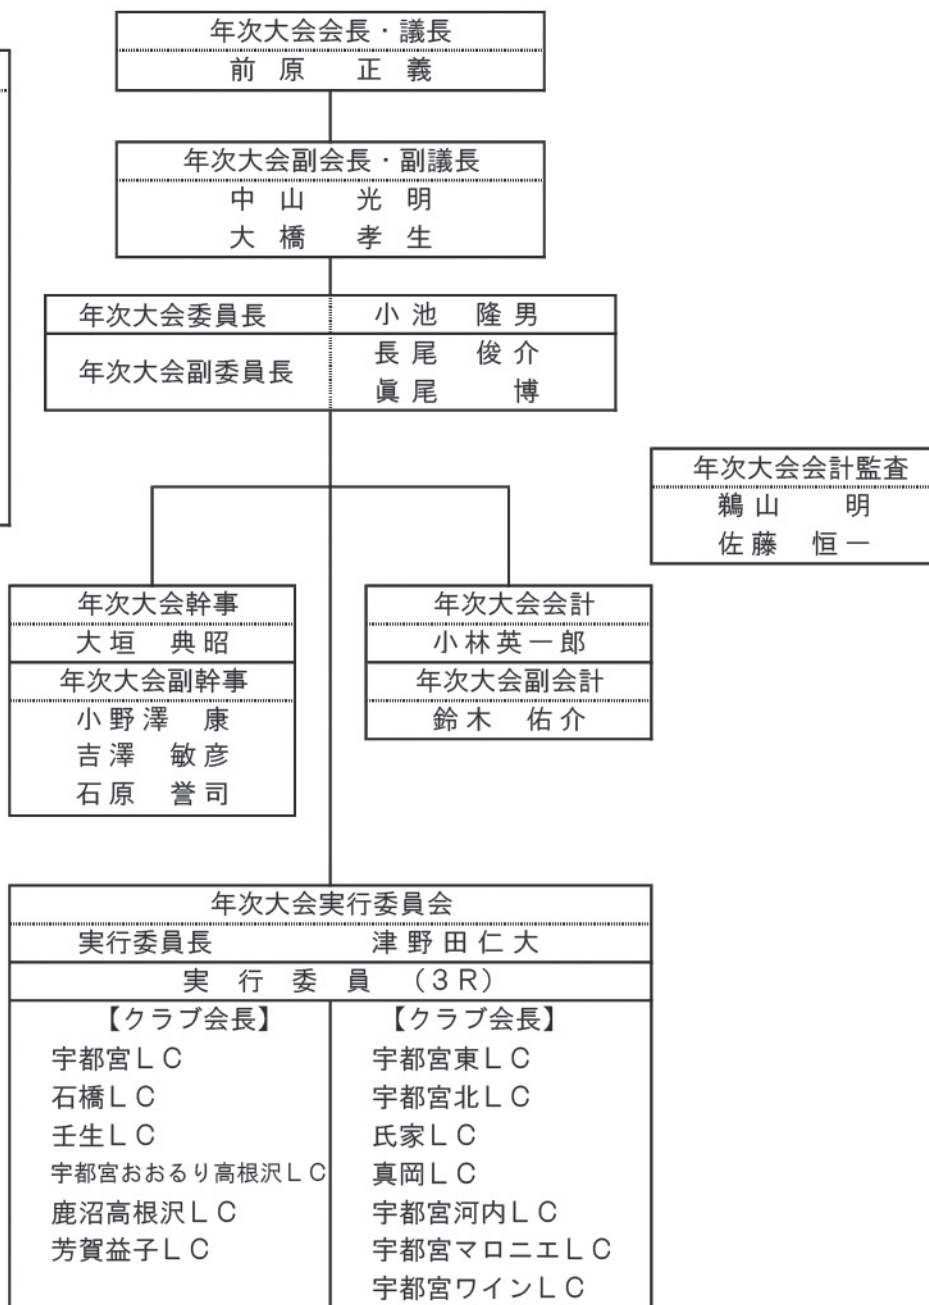 年次大会会長・議長
前原 正義
年次大会副会長・副議長
中山 光明
大橋 孝生
年次大会委員長 小池 隆男
年次大会副委員長 長尾 俊介
眞尾 博
年次大会会計監査
鵜山 明
佐藤 恒一
年次大会幹事
大垣 典昭
年次大会副幹事
小野澤 康
吉澤 敏彦
石原 誉司
年次大会会計
小林英一郎
年次大会副会計
鈴木 佑介
年次大会実行委員会
実行委員長 津野田仁大
実行委員 (3R)
【クラブ会長】
宇都宮LC
石橋LC
壬生LC
宇都宮おおるり高根沢LC
鹿沼高根沢LC
芳賀益子LC
【クラブ会長】
宇都宮東LC
宇都宮北LC
氏家LC
真岡LC
宇都宮河内LC
宇都宮マロニエLC
宇都宮ワインLC